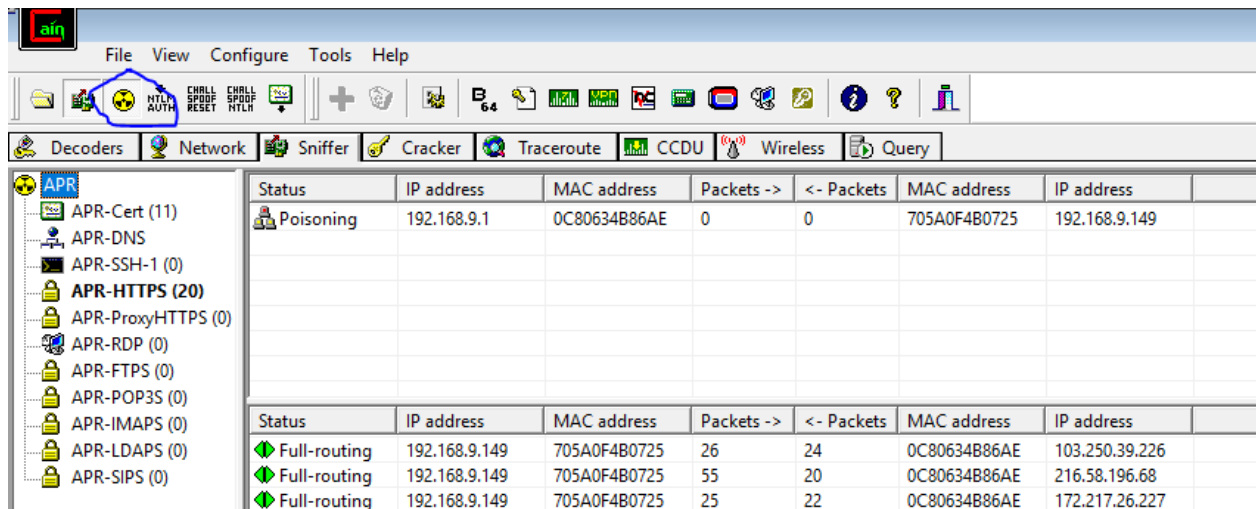 Cain
File View Configure Tools Help
NTLM AUTH CHALL SPOOF RESET CHALL SPOOF NTLM B64
Decoders Network Sniffer Cracker Traceroute CCDU Wireless Query
APR
APR-Cert (11)
APR-DNS
APR-SSH-1 (0)
APR-HTTPS (20)
APR-ProxyHTTPS (0)
APR-RDP (0)
APR-FTPS (0)
APR-POP3S (0)
APR-IMAPS (0)
APR-LDAPS (0)
APR-SIPS (0)
Status IP address MAC address Packets -> <- Packets MAC address IP address
Poisoning 192.168.9.1 0C80634B86AE 0 0 705A0F4B0725 192.168.9.149
Status IP address MAC address Packets -> <- Packets MAC address IP address
Full-routing 192.168.9.149 705A0F4B0725 26 24 0C80634B86AE 103.250.39.226
Full-routing 192.168.9.149 705A0F4B0725 55 20 0C80634B86AE 216.58.196.68
Full-routing 192.168.9.149 705A0F4B0725 25 22 0C80634B86AE 172.217.26.227